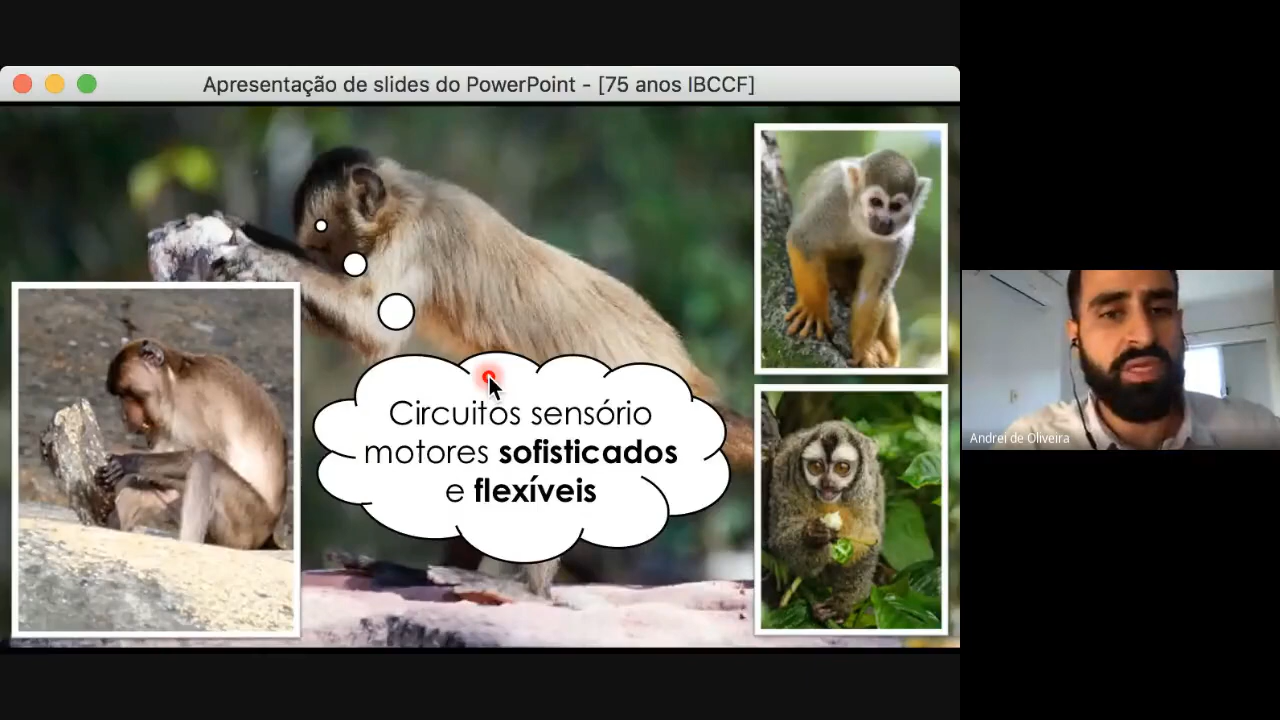 Apresentação de slides do PowerPoint - [75 anos IBCCF]
Circuitos sensório
motores sofisticados
e flexíveis
Andrei de Oliveira